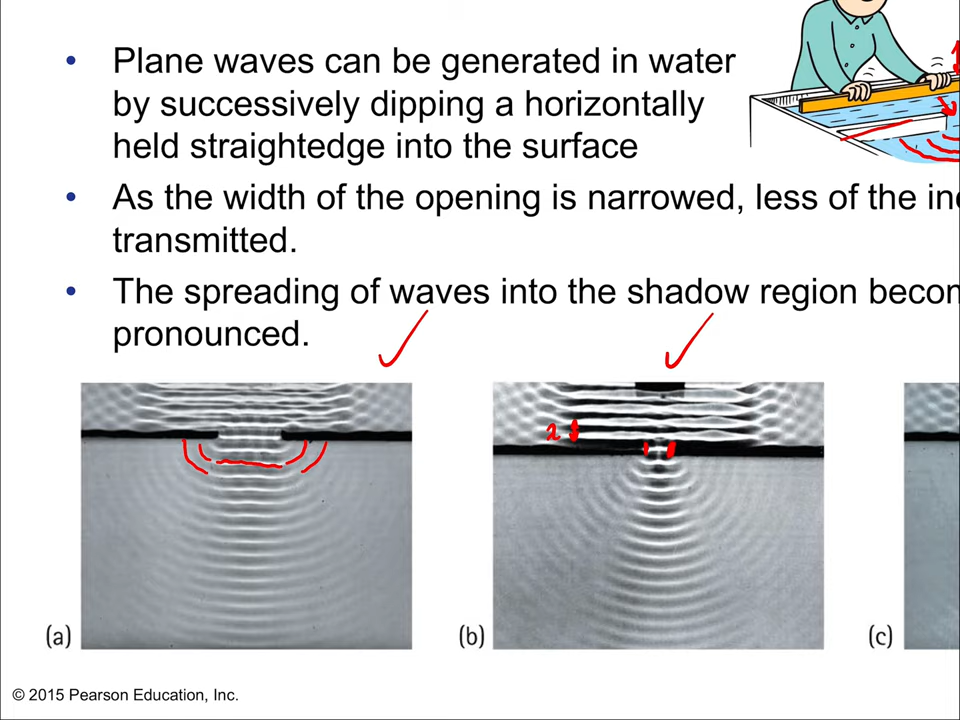 • Plane waves can be generated in water
by successively dipping a horizontally
held straightedge into the surface
• As the width of the opening is narrowed, less of the inc
transmitted.
• The spreading of waves into the shadow region becom
pronounced.
λ
(a)
(b)
(c)
© 2015 Pearson Education, Inc.